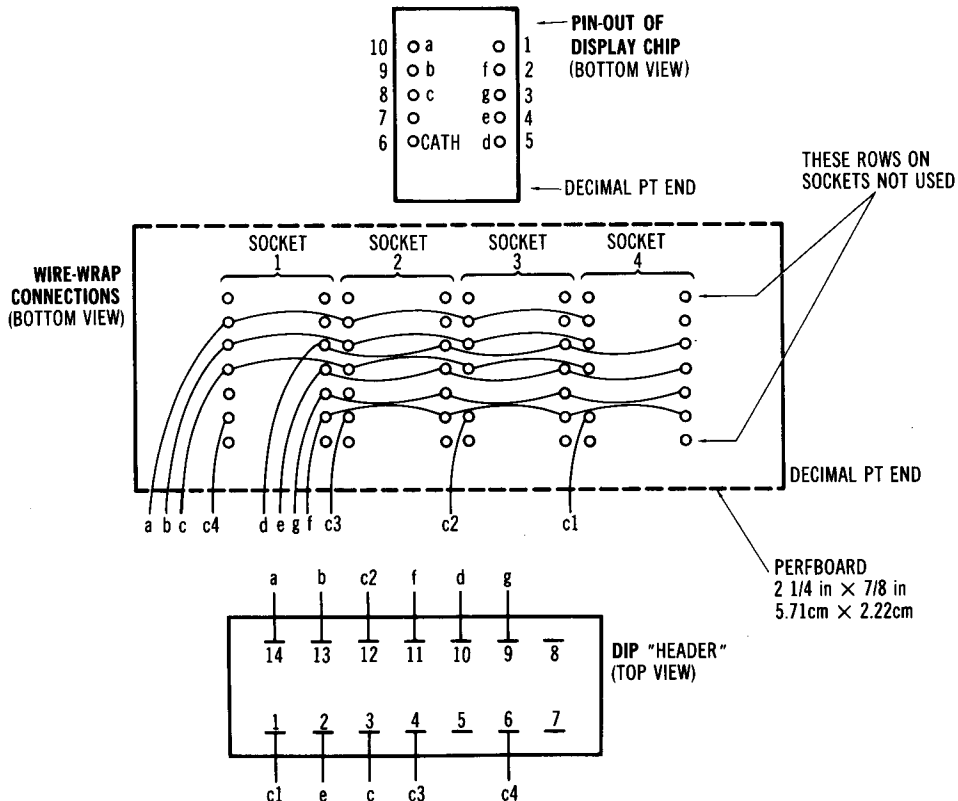 PIN-OUT OF
DISPLAY CHIP
(BOTTOM VIEW)
10 a 1
9 b f 2
8 c g 3
7 e 4
6 CATH d 5
DECIMAL PT END
THESE ROWS ON
SOCKETS NOT USED
WIRE-WRAP
CONNECTIONS
(BOTTOM VIEW)
SOCKET
1
SOCKET
2
SOCKET
3
SOCKET
4
DECIMAL PT END
a b c c4 d e g f c3 c2 c1
PERFBOARD
2 1/4 in × 7/8 in
5.71cm × 2.22cm
a b c2 f d g
14 13 12 11 10 9 8
DIP "HEADER"
(TOP VIEW)
1 2 3 4 5 6 7
c1 e c c3 c4